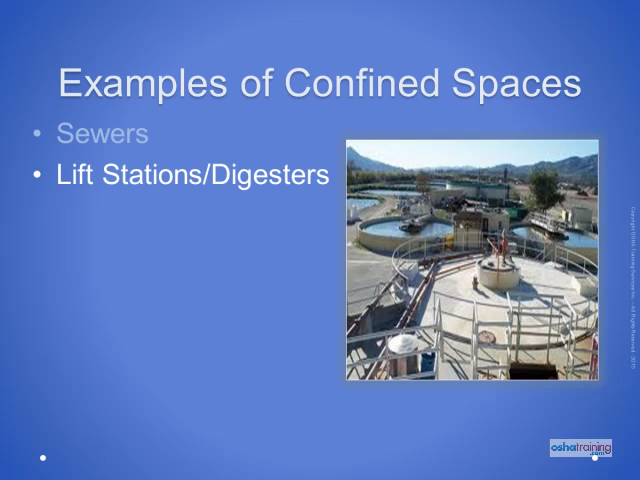 Examples of Confined Spaces
• Sewers
• Lift Stations/Digesters
oshatraining
.com